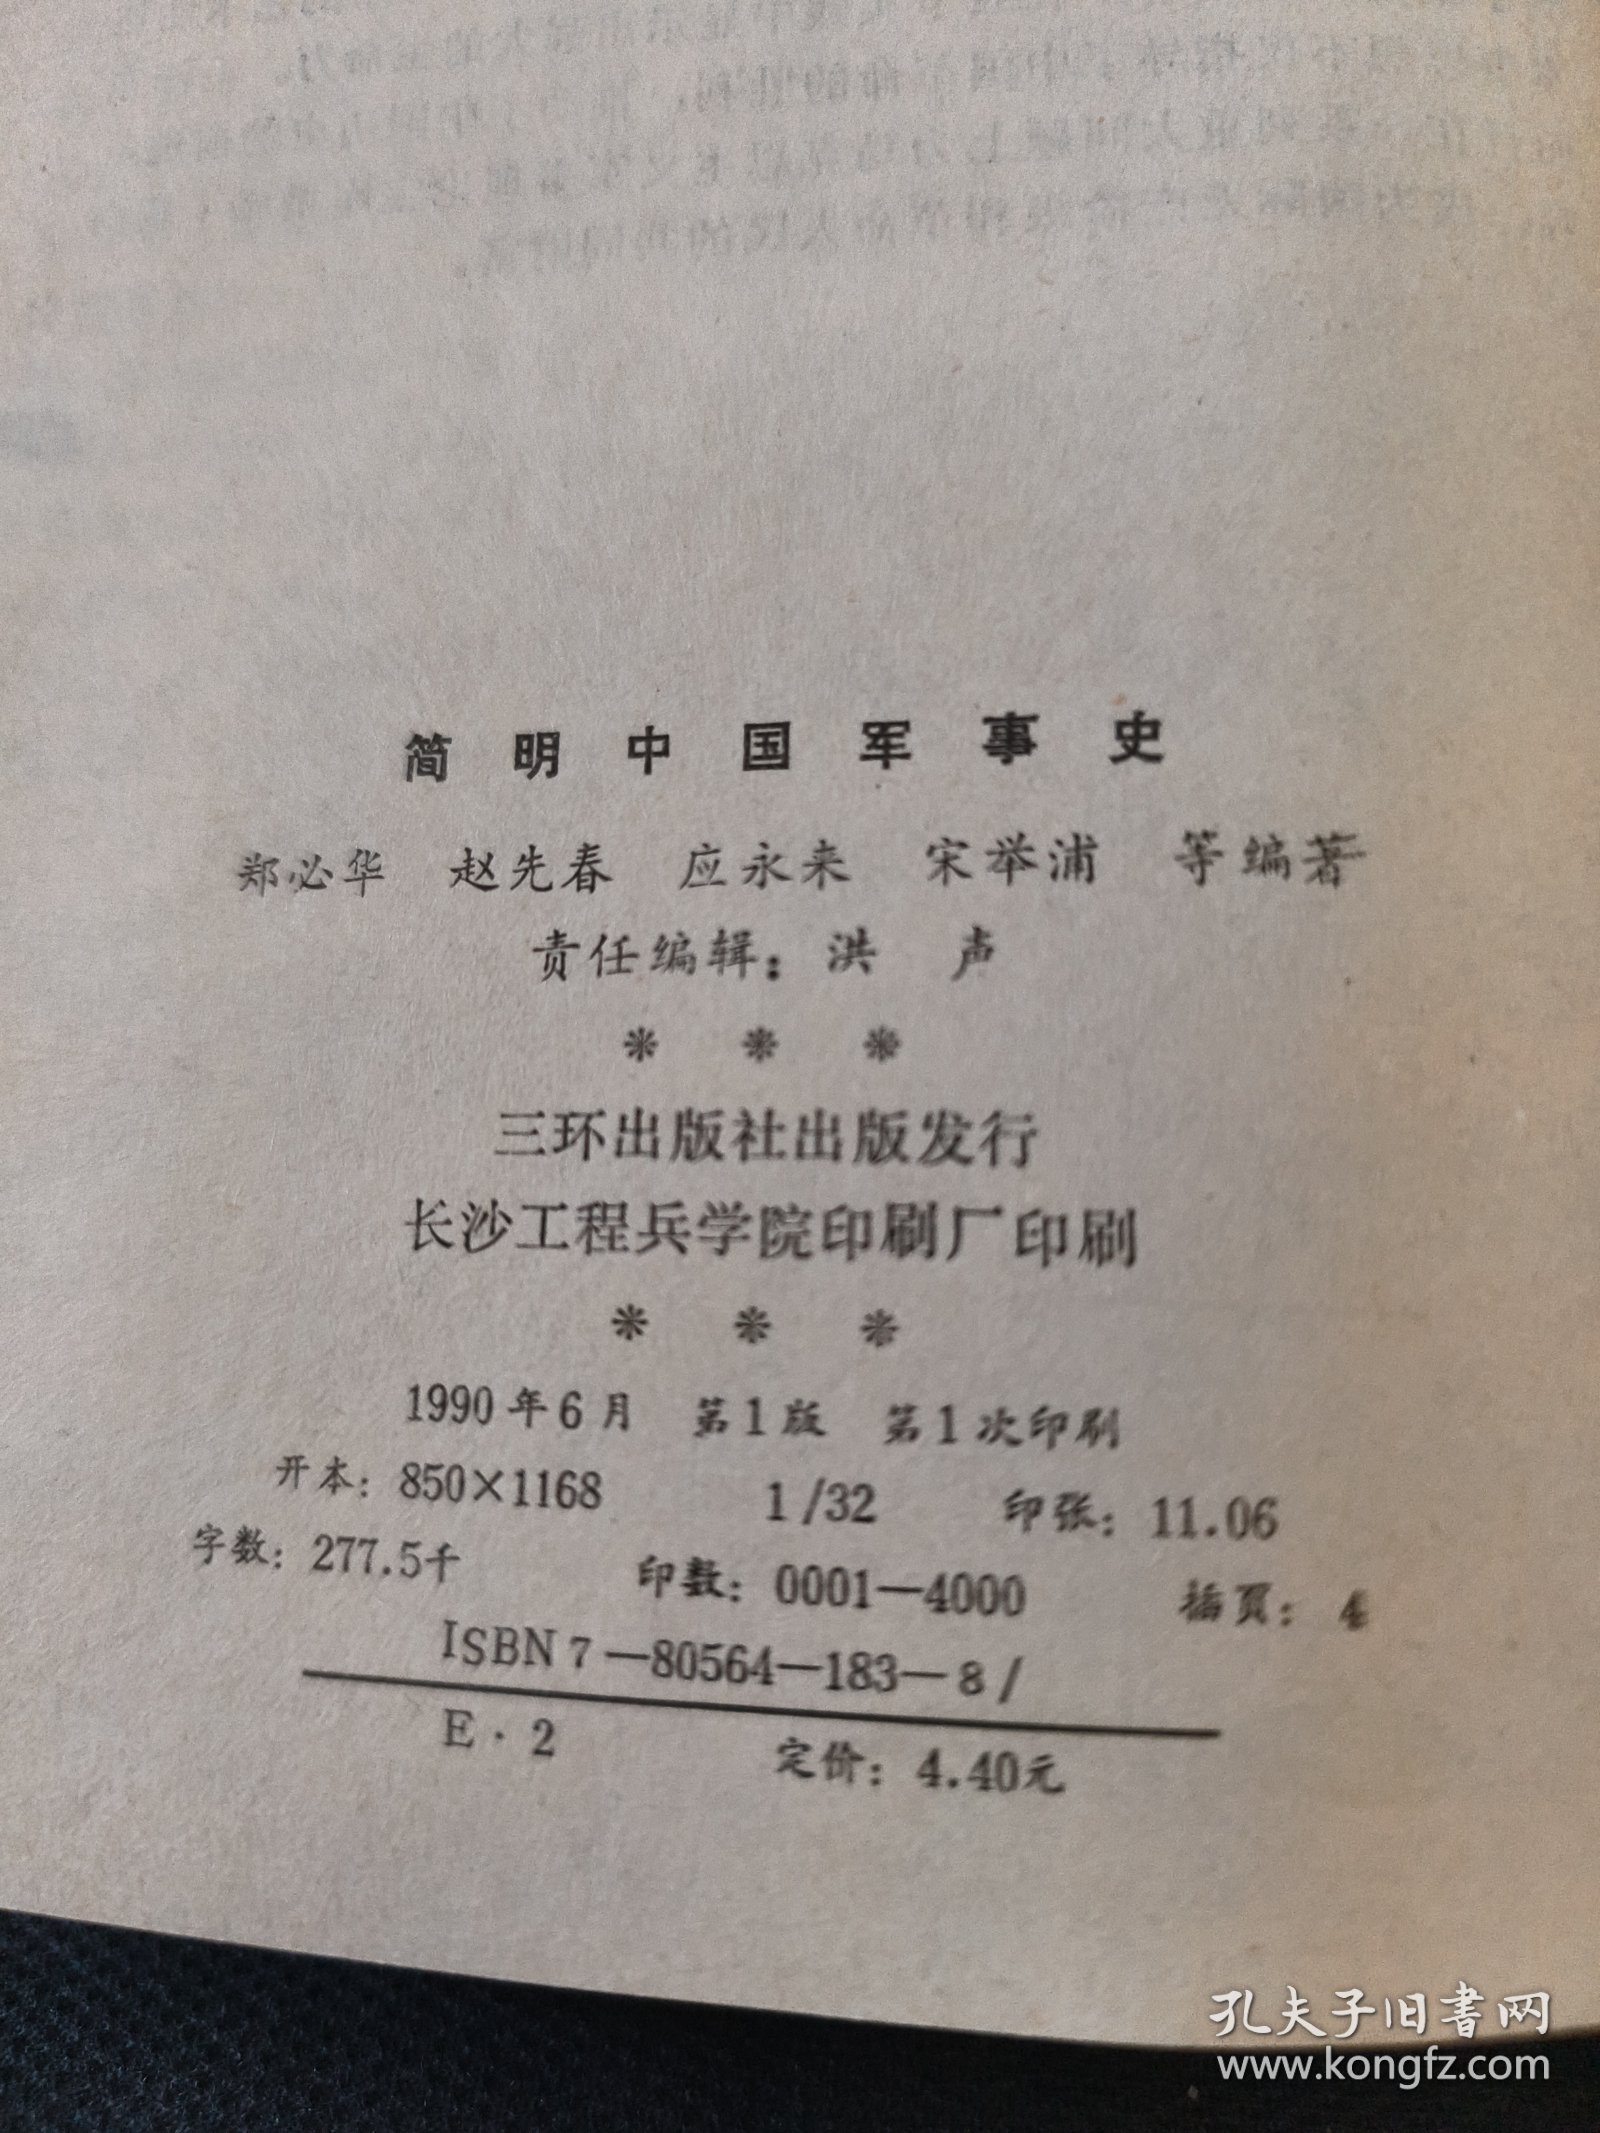 简明中国军事史
郑必华 赵先春 应永来 宋举浦 等编著
责任编辑：洪 声
* * *
三环出版社出版发行
长沙工程兵学院印刷厂印刷
* * *
1990年6月 第1版 第1次印刷
开本：850×1168 1/32 印张：11.06
字数：277.5千 印数：0001—4000 插页：4
ISBN7—80564—183—8/
E·2 定价：4.40元
孔夫子旧书网
www.kongfz.com